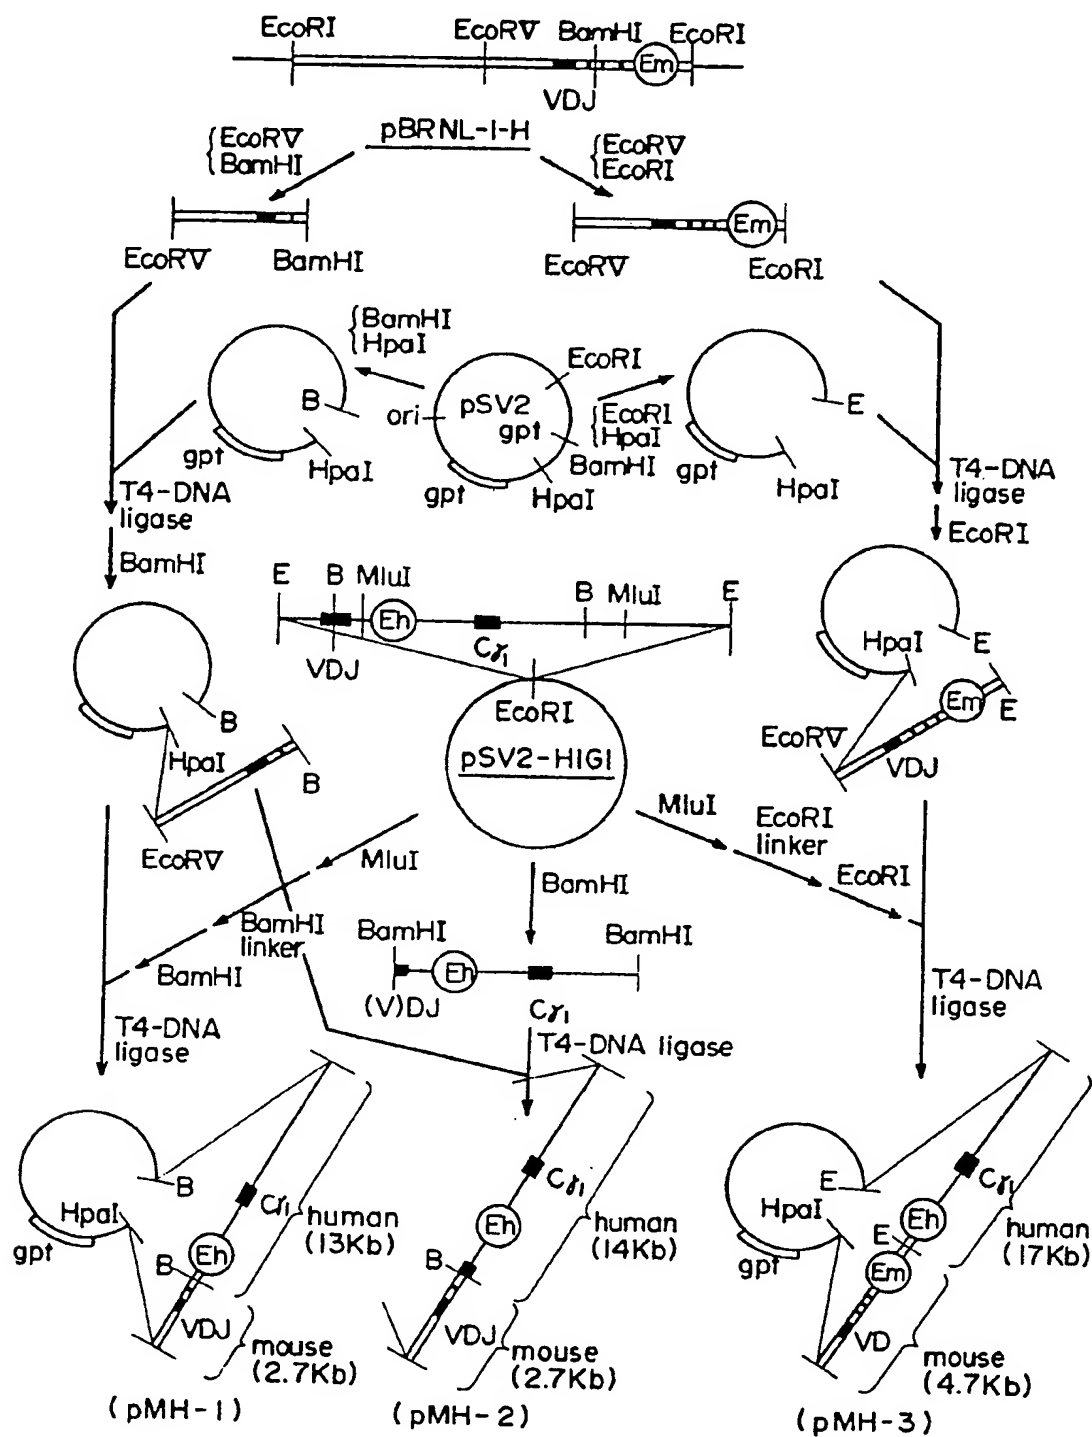 EcoRI EcoRV BamHI EcoRI
Em
VDJ
pBRNL-I-H
EcoRV
BamHI
EcoRV
EcoRI
Em
EcoRV BamHI
EcoRV EcoRI
BamHI
HpaI
EcoRI
B
ori
pSV2
gpt
EcoRI
HpaI
E
BamHI
gpt HpaI
gpt HpaI
gpt HpaI
T4-DNA
ligase
T4-DNA
ligase
BamHI
EcoRI
E B MluI B MluI E
Eh
Cγ1
VDJ
HpaI E
EcoRI
pSV2-HIGI
B
HpaI
B
EcoRV
Em
E
EcoRV
VDJ
MluI
EcoRI
linker
EcoRI
MluI
BamHI
linker
BamHI
BamHI
BamHI BamHI
Eh
(V)DJ Cγ1
T4-DNA
ligase
T4-DNA ligase
T4-DNA
ligase
B
HpaI
gpt
Cγ1
Eh
B
VDJ
human
(13Kb)
mouse
(2.7Kb)
(pMH-1)
Cγ1
Eh
B
VDJ
human
(14Kb)
mouse
(2.7Kb)
(pMH-2)
E
HpaI
gpt
Cγ1
Eh
E
Em
VD
human
(17Kb)
mouse
(4.7Kb)
(pMH-3)